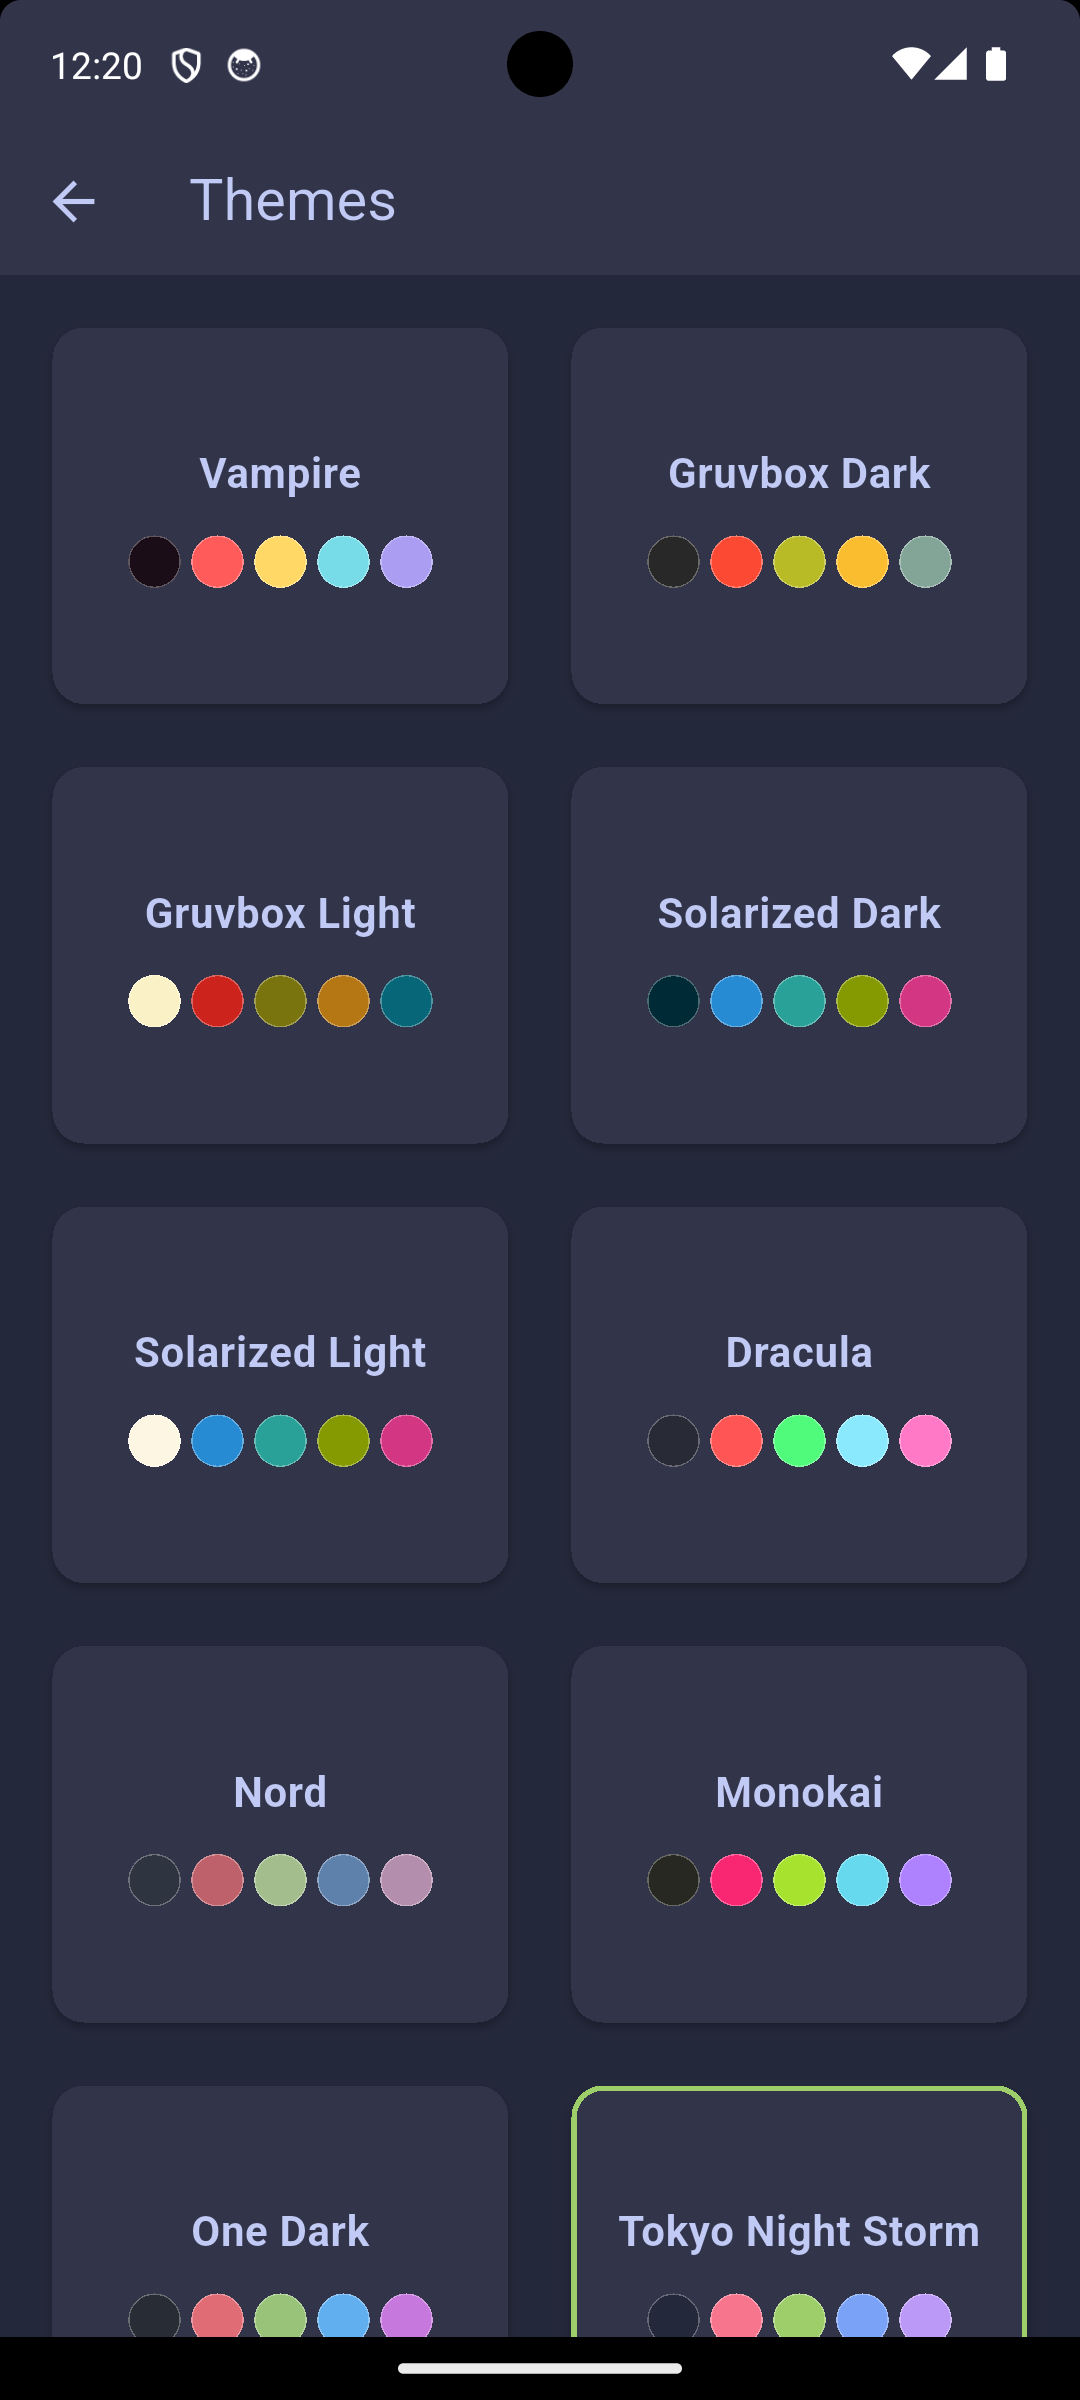 12:20
Themes
Vampire
Gruvbox Dark
Gruvbox Light
Solarized Dark
Solarized Light
Dracula
Nord
Monokai
One Dark
Tokyo Night Storm